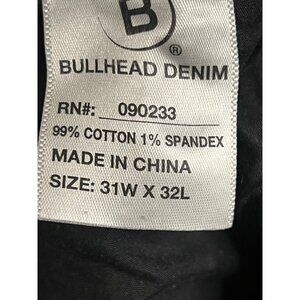 B
®
BULLHEAD DENIM
RN#: 090233
99% COTTON 1% SPANDEX
MADE IN CHINA
SIZE: 31W X 32L